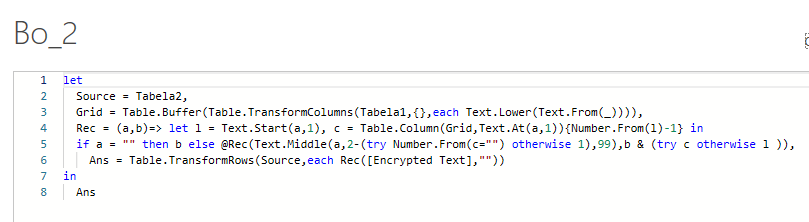 Bo_2
1 let
2 Source = Tabela2,
3 Grid = Table.Buffer(Table.TransformColumns(Tabela1,{},each Text.Lower(Text.From(_)))),
4 Rec = (a,b)=> let l = Text.Start(a,1), c = Table.Column(Grid,Text.At(a,1)){Number.From(l)-1} in
5 if a = "" then b else @Rec(Text.Middle(a,2-(try Number.From(c="") otherwise 1),99),b & (try c otherwise l )),
6 Ans = Table.TransformRows(Source,each Rec([Encrypted Text],""))
7 in
8 Ans